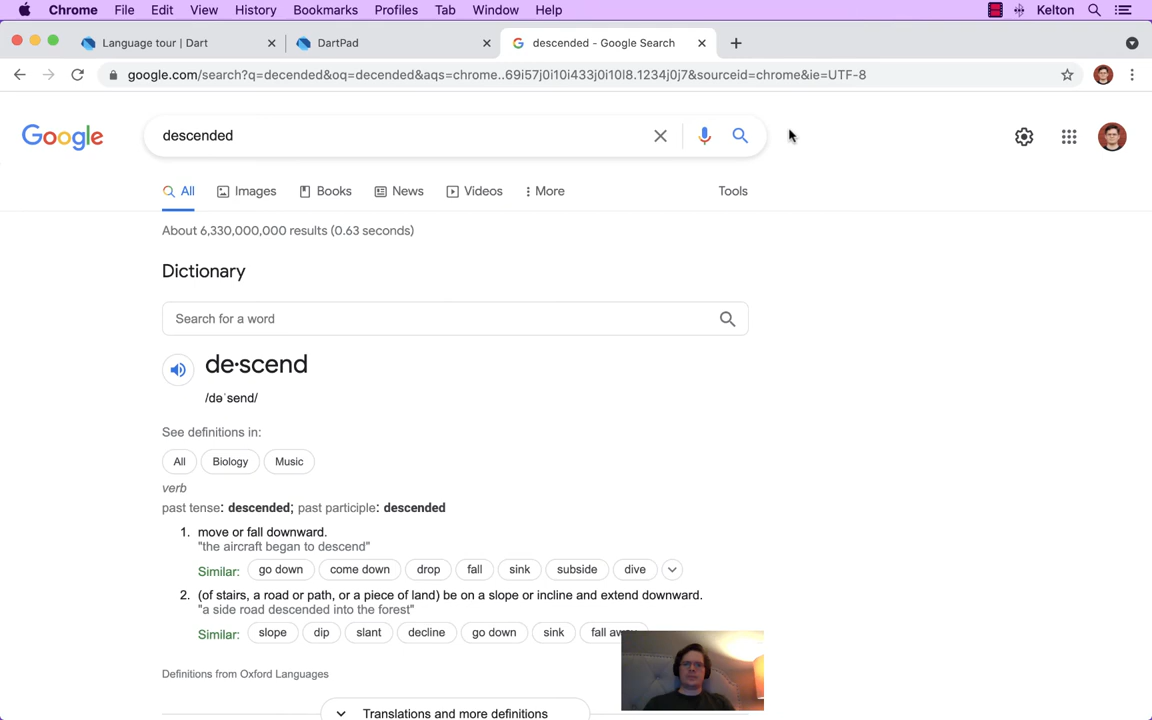 Chrome File Edit View History Bookmarks Profiles Tab Window Help Kelton
Language tour | Dart DartPad descended - Google Search
google.com/search?q=decended&oq=decended&aqs=chrome..69i57j0i10i433j0i10l8.1234j0j7&sourceid=chrome&ie=UTF-8
Google descended
All Images Books News Videos More Tools
About 6,330,000,000 results (0.63 seconds)
Dictionary
Search for a word
de·scend
/dəˈsend/
See definitions in:
All Biology Music
verb
past tense: descended; past participle: descended
1. move or fall downward.
"the aircraft began to descend"
Similar: go down come down drop fall sink subside dive
2. (of stairs, a road or path, or a piece of land) be on a slope or incline and extend downward.
"a side road descended into the forest"
Similar: slope dip slant decline go down sink fall
Definitions from Oxford Languages
Translations and more definitions